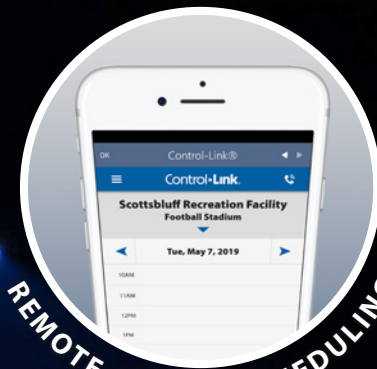 OK Control-Link®
Control•Link.
Scottsbluff Recreation Facility
Football Stadium
Tue, May 7, 2019
10AM
11AM
12PM
1PM
REMOTE